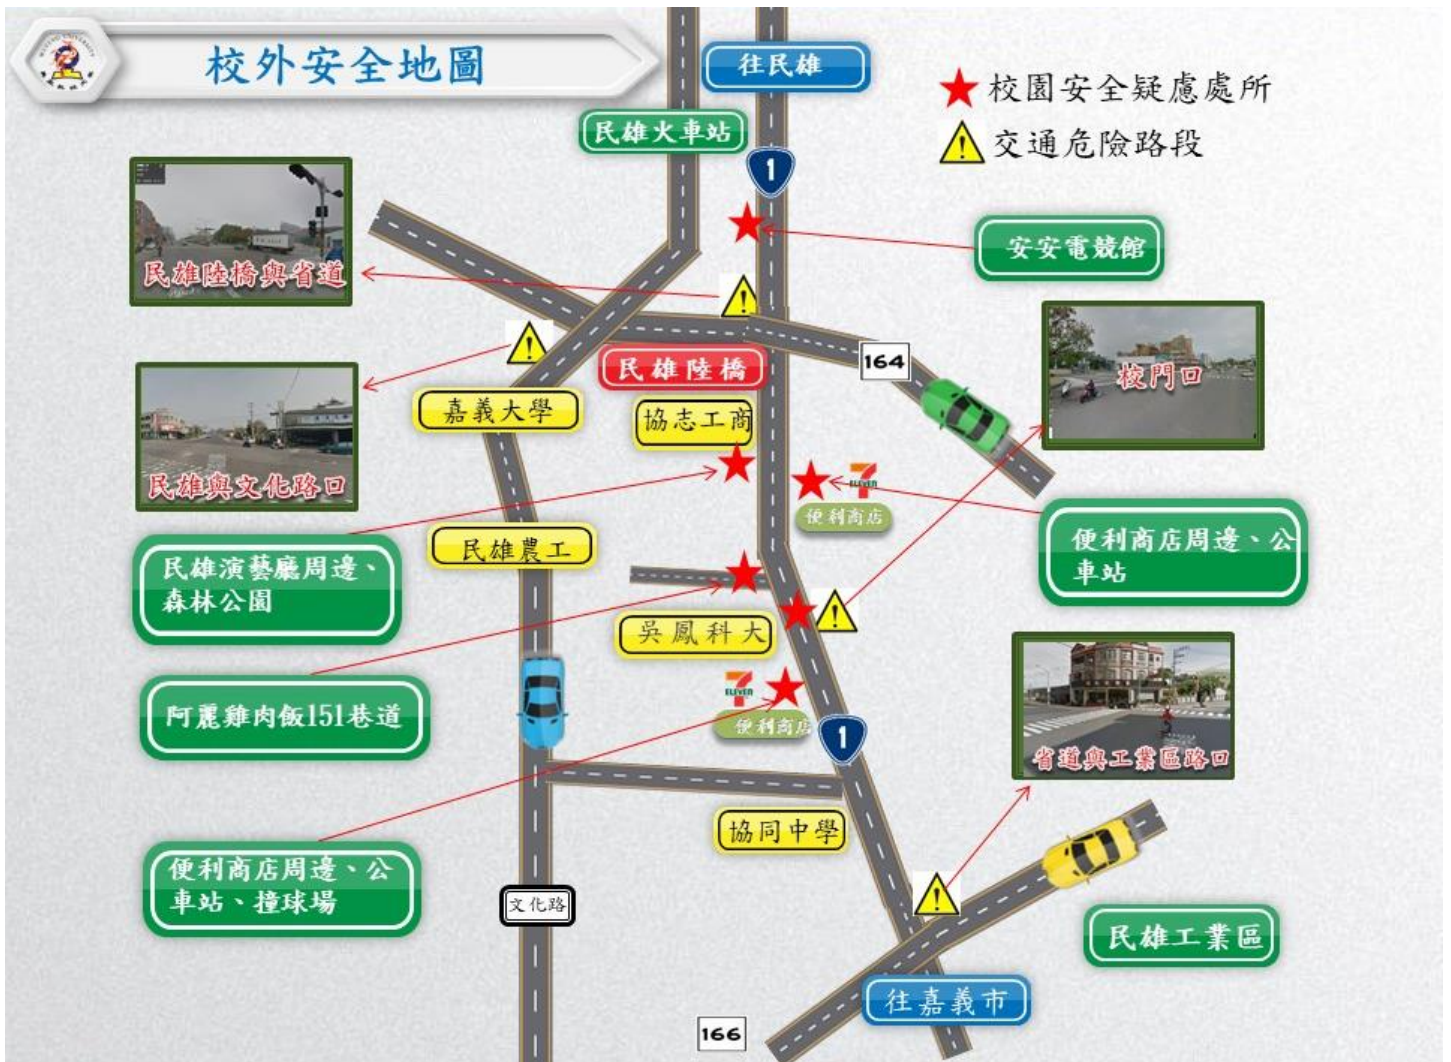 校外安全地圖
往民雄
校園安全疑慮處所
交通危險路段
民雄火車站
1
安安電競館
民雄陸橋與省道
民雄陸橋
164
校門口
嘉義大學
協志工商
民雄與文化路口
7
ELEVEN
便利商店
便利商店周邊、公
車站
民雄農工
民雄演藝廳周邊、
森林公園
吳鳳科大
阿麗雞肉飯151巷道
7
ELEVEN
便利商店
1
省道與工業區路口
協同中學
便利商店周邊、公
車站、撞球場
文化路
民雄工業區
往嘉義市
166